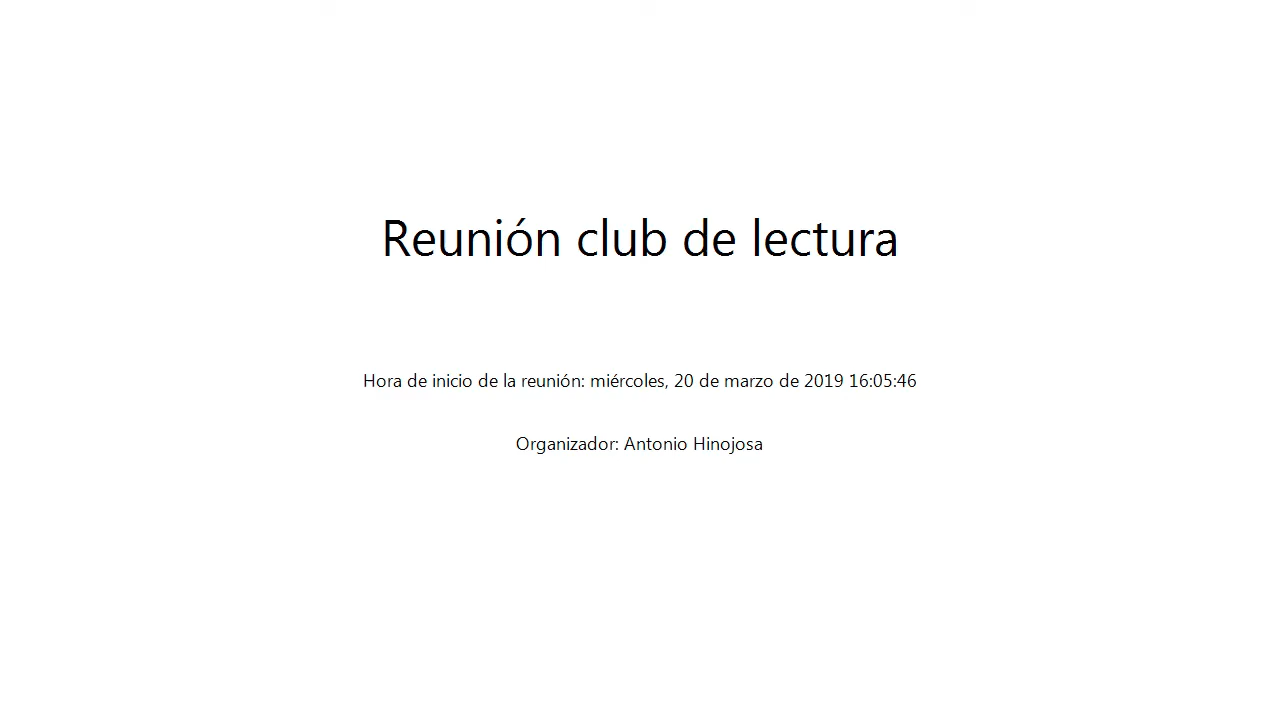 Reunión club de lectura
Hora de inicio de la reunión: miércoles, 20 de marzo de 2019 16:05:46
Organizador: Antonio Hinojosa